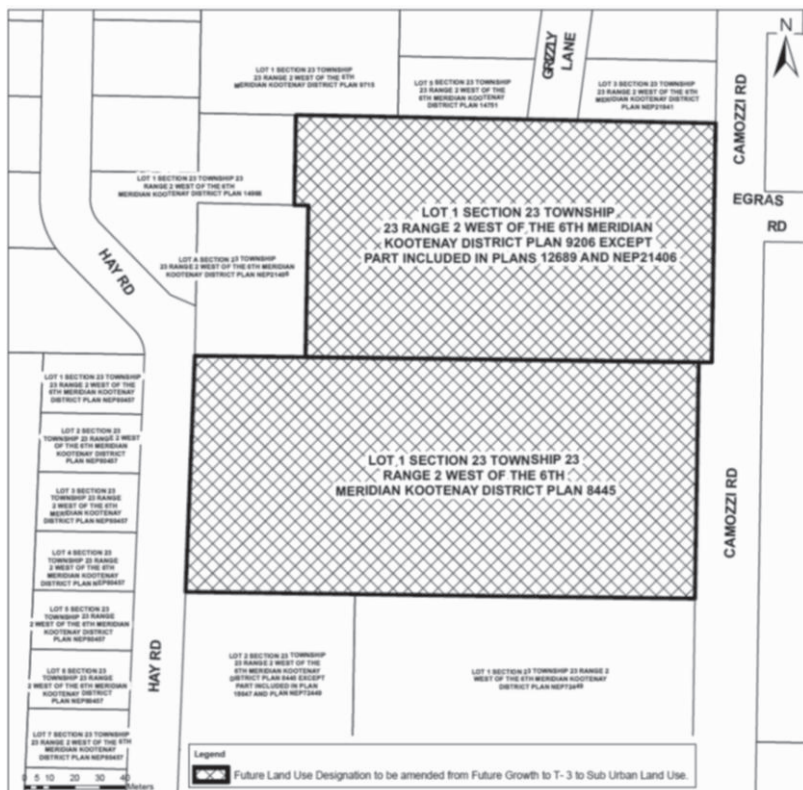 N
GRIZZLY
LANE
CAMOZZI RD
LOT 1 SECTION 23 TOWNSHIP
23 RANGE 2 WEST OF THE 6TH
MERIDIAN KOOTENAY DISTRICT PLAN 9715
LOT 5 SECTION 23 TOWNSHIP
23 RANGE 2 WEST OF THE
6TH MERIDIAN KOOTENAY
DISTRICT PLAN 14701
LOT 3 SECTION 23 TOWNSHIP
23 RANGE 2 WEST OF THE 6TH
MERIDIAN KOOTENAY DISTRICT
PLAN NEP21941
LOT 1 SECTION 23 TOWNSHIP 23
RANGE 2 WEST OF THE 6TH
MERIDIAN KOOTENAY DISTRICT PLAN
EGRAS
RD
LOT 1 SECTION 23 TOWNSHIP
23 RANGE 2 WEST OF THE 6TH MERIDIAN
KOOTENAY DISTRICT PLAN 9206 EXCEPT
PART INCLUDED IN PLANS 12689 AND NEP21406
HAY RD
LOT A SECTION 23 TOWNSHIP
23 RANGE 2 WEST OF THE 6TH MERIDIAN
KOOTENAY DISTRICT PLAN NEP21406
LOT 1 SECTION 23 TOWNSHIP
23 RANGE 2 WEST OF THE
6TH MERIDIAN KOOTENAY
DISTRICT PLAN NEP60457
LOT 2 SECTION 23
TOWNSHIP 23 RANGE 2 WEST
OF THE 6TH MERIDIAN
KOOTENAY DISTRICT
PLAN NEP60457
LOT 3 SECTION 23
TOWNSHIP 23 RANGE
2 WEST OF THE 6TH
MERIDIAN KOOTENAY
DISTRICT PLAN NEP60457
LOT 4 SECTION 23
TOWNSHIP 23 RANGE
2 WEST OF THE 6TH
MERIDIAN KOOTENAY
DISTRICT PLAN NEP60457
LOT 5 SECTION 23
TOWNSHIP 23 RANGE
2 WEST OF THE 6TH MERIDIAN
KOOTENAY DISTRICT
PLAN NEP60457
LOT 6 SECTION 23
TOWNSHIP 23 RANGE
2 WEST OF THE 6TH MERIDIAN
KOOTENAY DISTRICT
PLAN NEP60457
LOT 7 SECTION 23
TOWNSHIP 23 RANGE 2 WEST OF THE 6TH
MERIDIAN KOOTENAY
DISTRICT PLAN NEP60457
LOT 1 SECTION 23 TOWNSHIP 23
RANGE 2 WEST OF THE 6TH
MERIDIAN KOOTENAY DISTRICT PLAN 8445
CAMOZZI RD
HAY RD
LOT 2 SECTION 23 TOWNSHIP
23 RANGE 2 WEST OF THE
6TH MERIDIAN KOOTENAY
DISTRICT PLAN 8445 EXCEPT
PART INCLUDED IN PLAN
AND PLAN NEP72449
LOT 1 SECTION 23 TOWNSHIP 23 RANGE 2
WEST OF THE 6TH MERIDIAN KOOTENAY
DISTRICT PLAN NEP72449
Legend
Future Land Use Designation to be amended from Future Growth to T- 3 to Sub Urban Land Use.
0 5 10 20 30 40
Meters